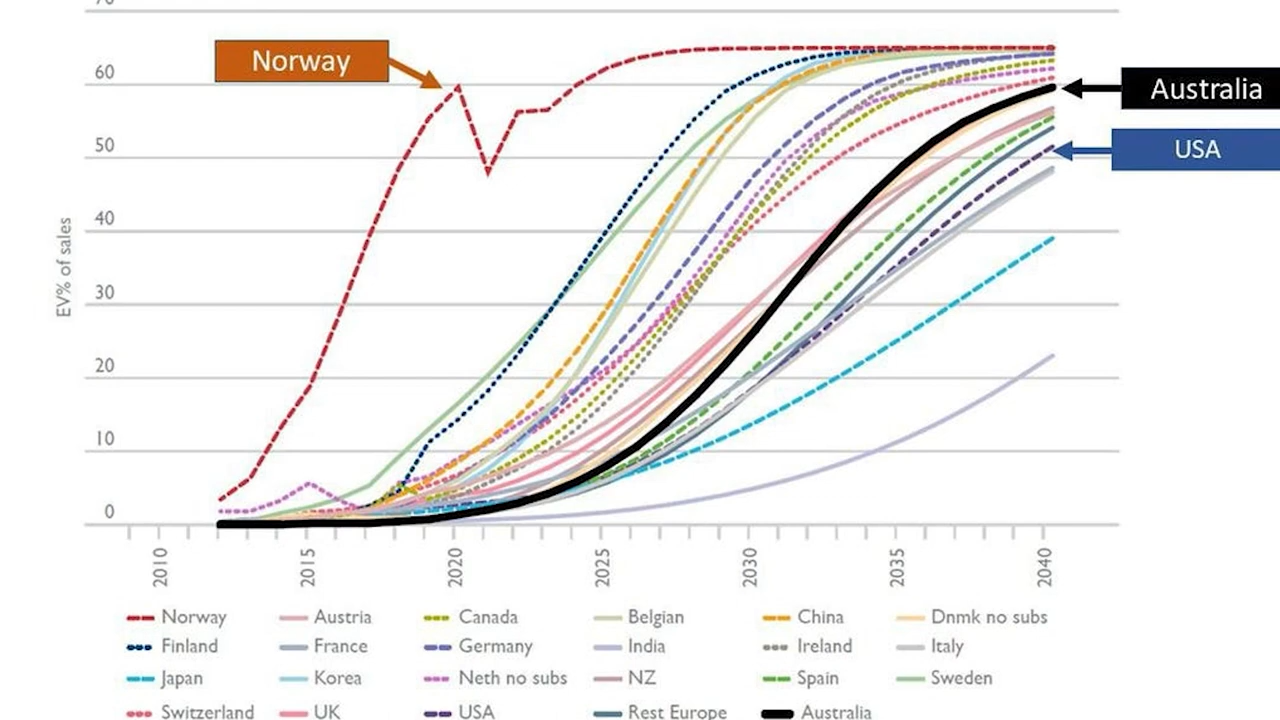 70
Norway
60
Australia
50
USA
40
EV% of sales
30
20
10
0
2010 2015 2020 2025 2030 2035 2040
Norway Austria Canada Belgian China Dnmk no subs
Finland France Germany India Ireland Italy
Japan Korea Neth no subs NZ Spain Sweden
Switzerland UK USA Rest Europe Australia